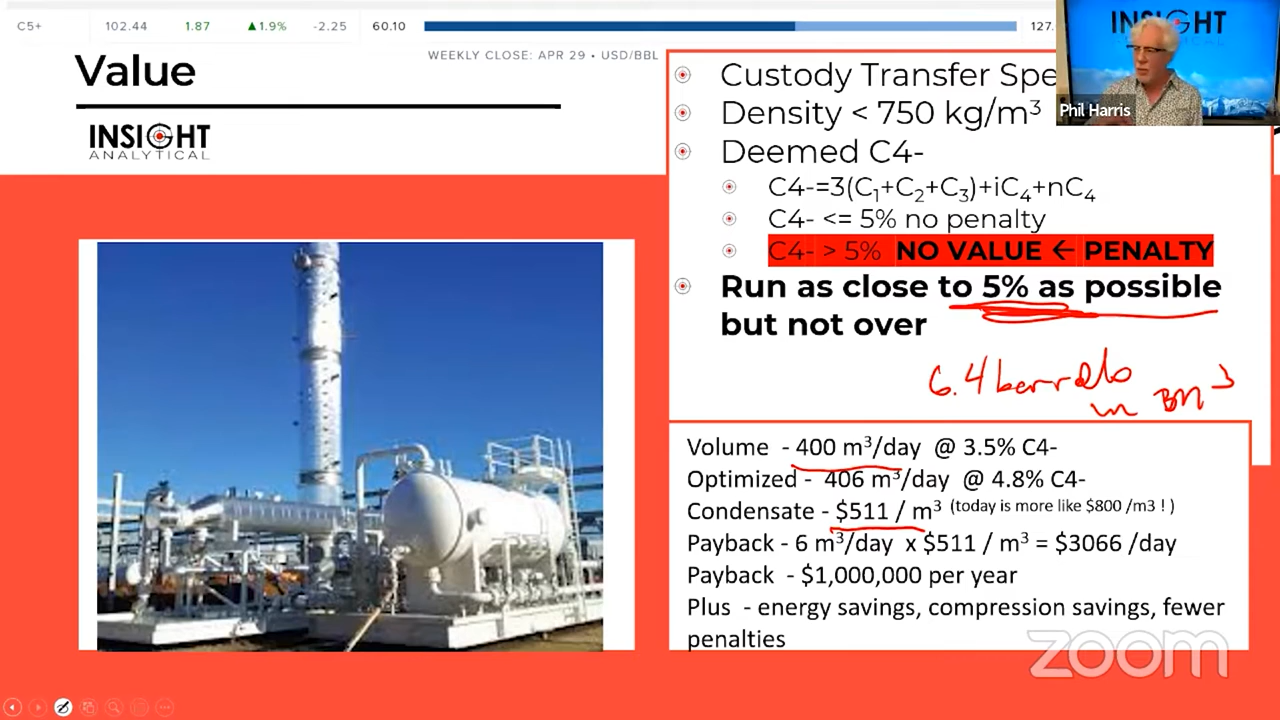 C5+ 102.44 1.87 ▲1.9% -2.25 60.10 127.
WEEKLY CLOSE: APR 29 • USD/BBL
Value
INSIGHT
ANALYTICAL
INSIGHT
Phil Harris
Custody Transfer Spe
Density < 750 kg/m³
Deemed C4-
C4-=3(C₁+C₂+C₃)+iC₄+nC₄
C4- <= 5% no penalty
C4- > 5% NO VALUE ← PENALTY
Run as close to 5% as possible
but not over
6.4 barrels
in
Volume - 400 m³/day @ 3.5% C4-
Optimized - 406 m³/day @ 4.8% C4-
Condensate - $511 / m³ (today is more like $800 /m3 ! )
Payback - 6 m³/day x $511 / m³ = $3066 /day
Payback - $1,000,000 per year
Plus - energy savings, compression savings, fewer
penalties
zoom